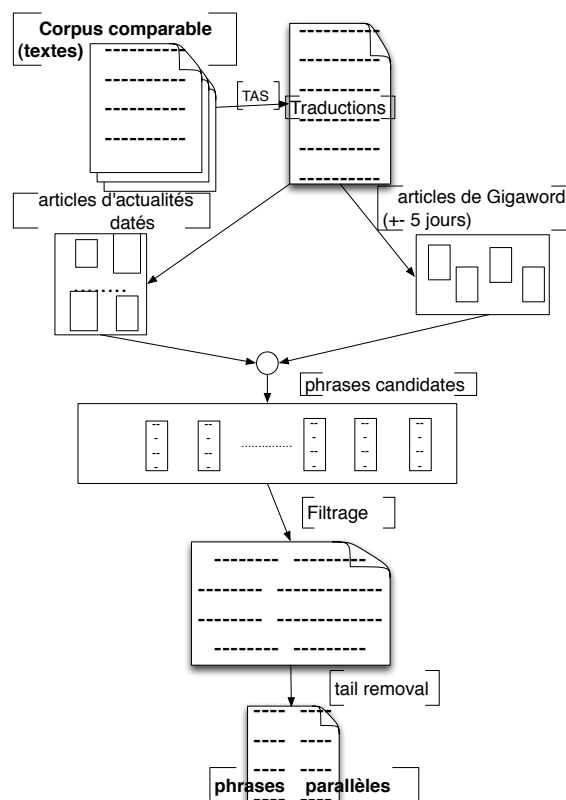 Corpus comparable
(textes)
TAS
Traductions
articles d'actualités
datés
articles de Gigaword
(+- 5 jours)
phrases candidates
Filtrage
tail removal
phrases parallèles